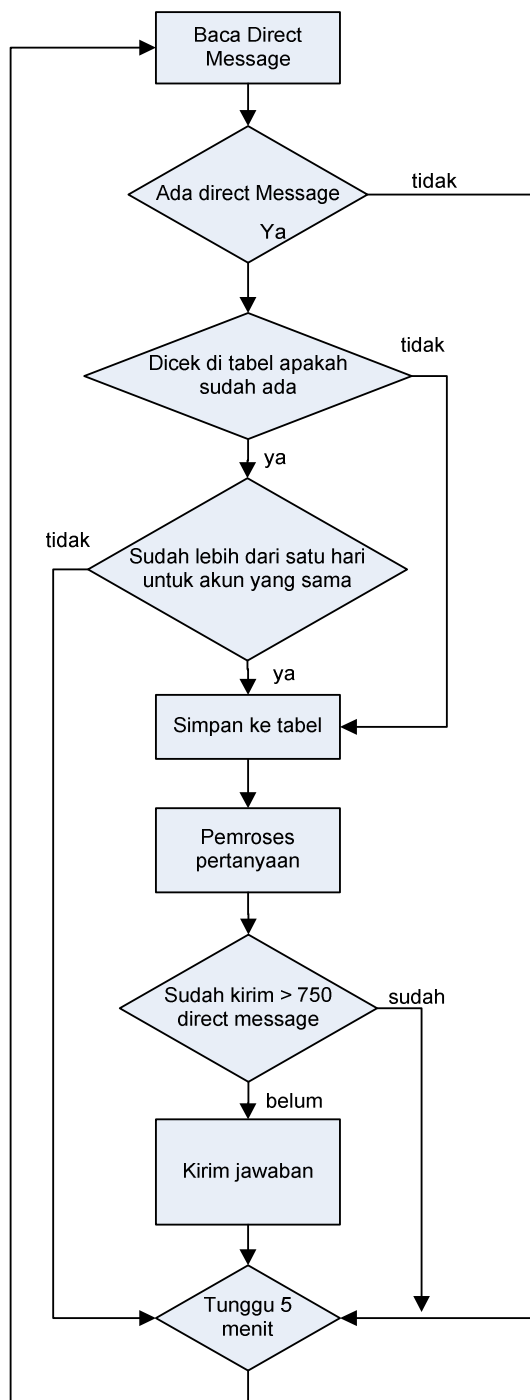 Baca Direct
Message
Ada direct Message
tidak
Ya
Dicek di tabel apakah
sudah ada
tidak
ya
Sudah lebih dari satu hari
untuk akun yang sama
tidak
ya
Simpan ke tabel
Pemroses
pertanyaan
Sudah kirim > 750
direct message
sudah
belum
Kirim jawaban
Tunggu 5
menit